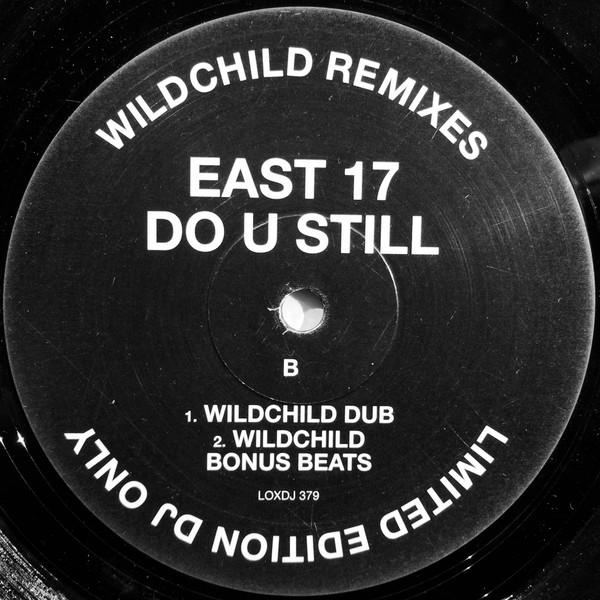 WILDCHILD REMIXES
EAST 17
DO U STILL
B
1. WILDCHILD DUB
2. WILDCHILD
BONUS BEATS
LOXDJ 379
LIMITED EDITION DJ ONLY